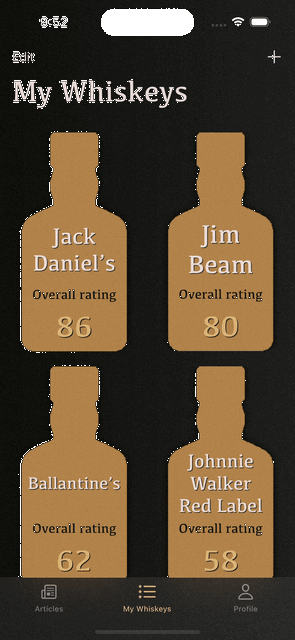 9:52
Edit
My Whiskeys
Jack
Daniel's
Overall rating
86
Jim
Beam
Overall rating
80
Ballantine's
Overall rating
62
Johnnie
Walker
Red Label
Overall rating
58
Articles
My Whiskeys
Profile